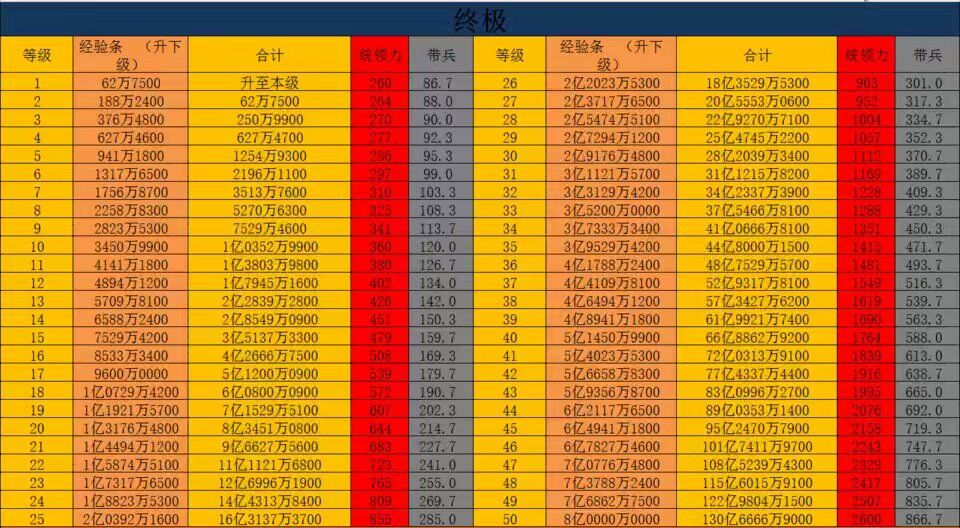 终极
等级 经验条 （升下级） 合计 统领力 带兵 等级 经验条 （升下级） 合计 统领力 带兵
1 62万7500 升至本级 260 86.7 26 2亿2023万5300 18亿3529万5300 903 301.0
2 188万2400 62万7500 264 88.0 27 2亿3717万6500 20亿5553万0600 952 317.3
3 376万4800 250万9900 270 90.0 28 2亿5474万5100 22亿9270万7100 1004 334.7
4 627万4600 627万4700 277 92.3 29 2亿7294万1200 25亿4745万2200 1057 352.3
5 941万1800 1254万9300 286 95.3 30 2亿9176万4800 28亿2039万3400 1112 370.7
6 1317万6500 2196万1100 297 99.0 31 3亿1121万5700 31亿1215万8200 1169 389.7
7 1756万8700 3513万7600 310 103.3 32 3亿3129万4200 34亿2337万3900 1228 409.3
8 2258万8300 5270万6300 325 108.3 33 3亿5200万0000 37亿5466万8100 1288 429.3
9 2823万5300 7529万4600 341 113.7 34 3亿7333万3400 41亿0666万8100 1351 450.3
10 3450万9900 1亿0352万9900 360 120.0 35 3亿9529万4200 44亿8000万1500 1415 471.7
11 4141万1800 1亿3803万9800 380 126.7 36 4亿1788万2400 48亿7529万5700 1481 493.7
12 4894万1200 1亿7945万1600 402 134.0 37 4亿4109万8100 52亿9317万8100 1549 516.3
13 5709万8100 2亿2839万2800 426 142.0 38 4亿6494万1200 57亿3427万6200 1619 539.7
14 6588万2400 2亿8549万0900 451 150.3 39 4亿8941万1800 61亿9921万7400 1690 563.3
15 7529万4200 3亿5137万3300 479 159.7 40 5亿1450万9900 66亿8862万9200 1764 588.0
16 8533万3400 4亿2666万7500 508 169.3 41 5亿4023万5300 72亿0313万9100 1839 613.0
17 9600万0000 5亿1200万0900 539 179.7 42 5亿6658万8300 77亿4337万4400 1916 638.7
18 1亿0729万4200 6亿0800万0900 572 190.7 43 5亿9356万8700 83亿0996万2700 1995 665.0
19 1亿1921万5700 7亿1529万5100 607 202.3 44 6亿2117万6500 89亿0353万1400 2076 692.0
20 1亿3176万4800 8亿3451万0800 644 214.7 45 6亿4941万1800 95亿2470万7900 2158 719.3
21 1亿4494万1200 9亿6627万5600 683 227.7 46 6亿7827万4600 101亿7411万9700 2243 747.7
22 1亿5874万5100 11亿1121万6800 723 241.0 47 7亿0776万4800 108亿5239万4300 2329 776.3
23 1亿7317万6500 12亿6996万1900 765 255.0 48 7亿3788万2400 115亿6015万9100 2417 805.7
24 1亿8823万5300 14亿4313万8400 809 269.7 49 7亿6862万7500 122亿9804万1500 2507 835.7
25 2亿0392万1600 16亿3137万3700 855 285.0 50 8亿0000万0000 130亿6666万9000 2600 866.7